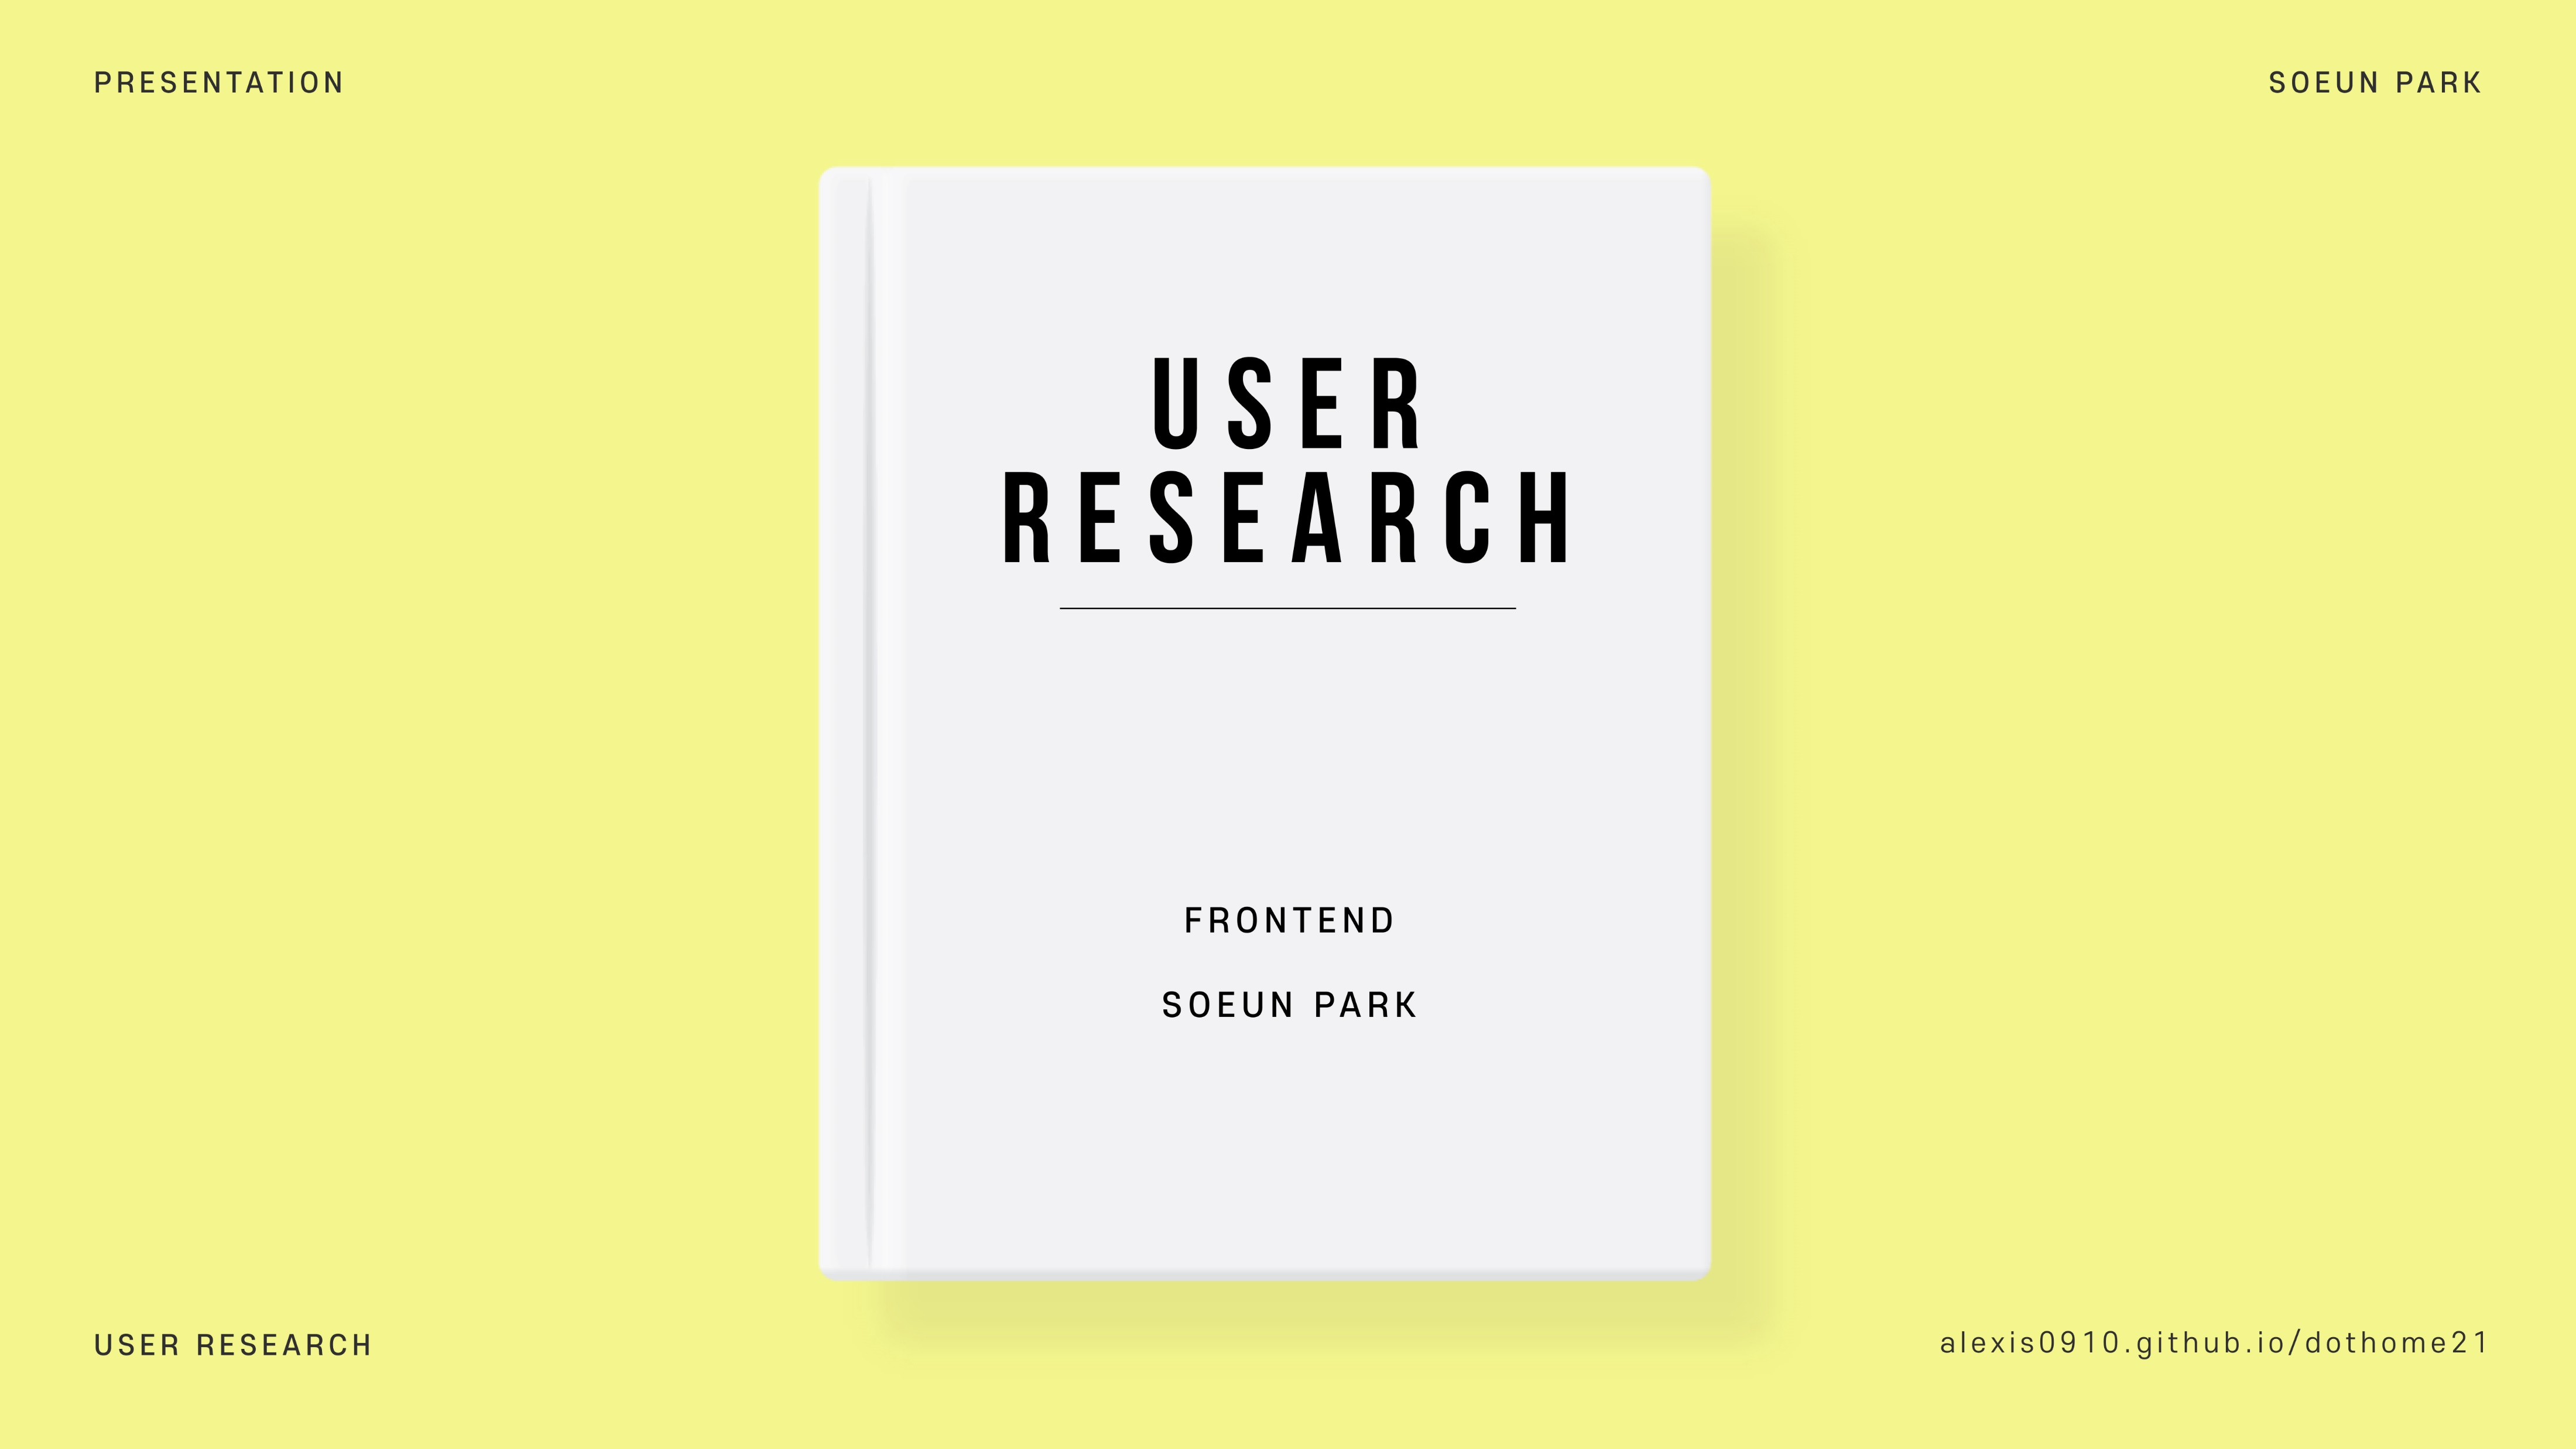 PRESENTATION
SOEUN PARK
USER
RESEARCH
FRONTEND
SOEUN PARK
USER RESEARCH
alexis0910.github.io/dothome21